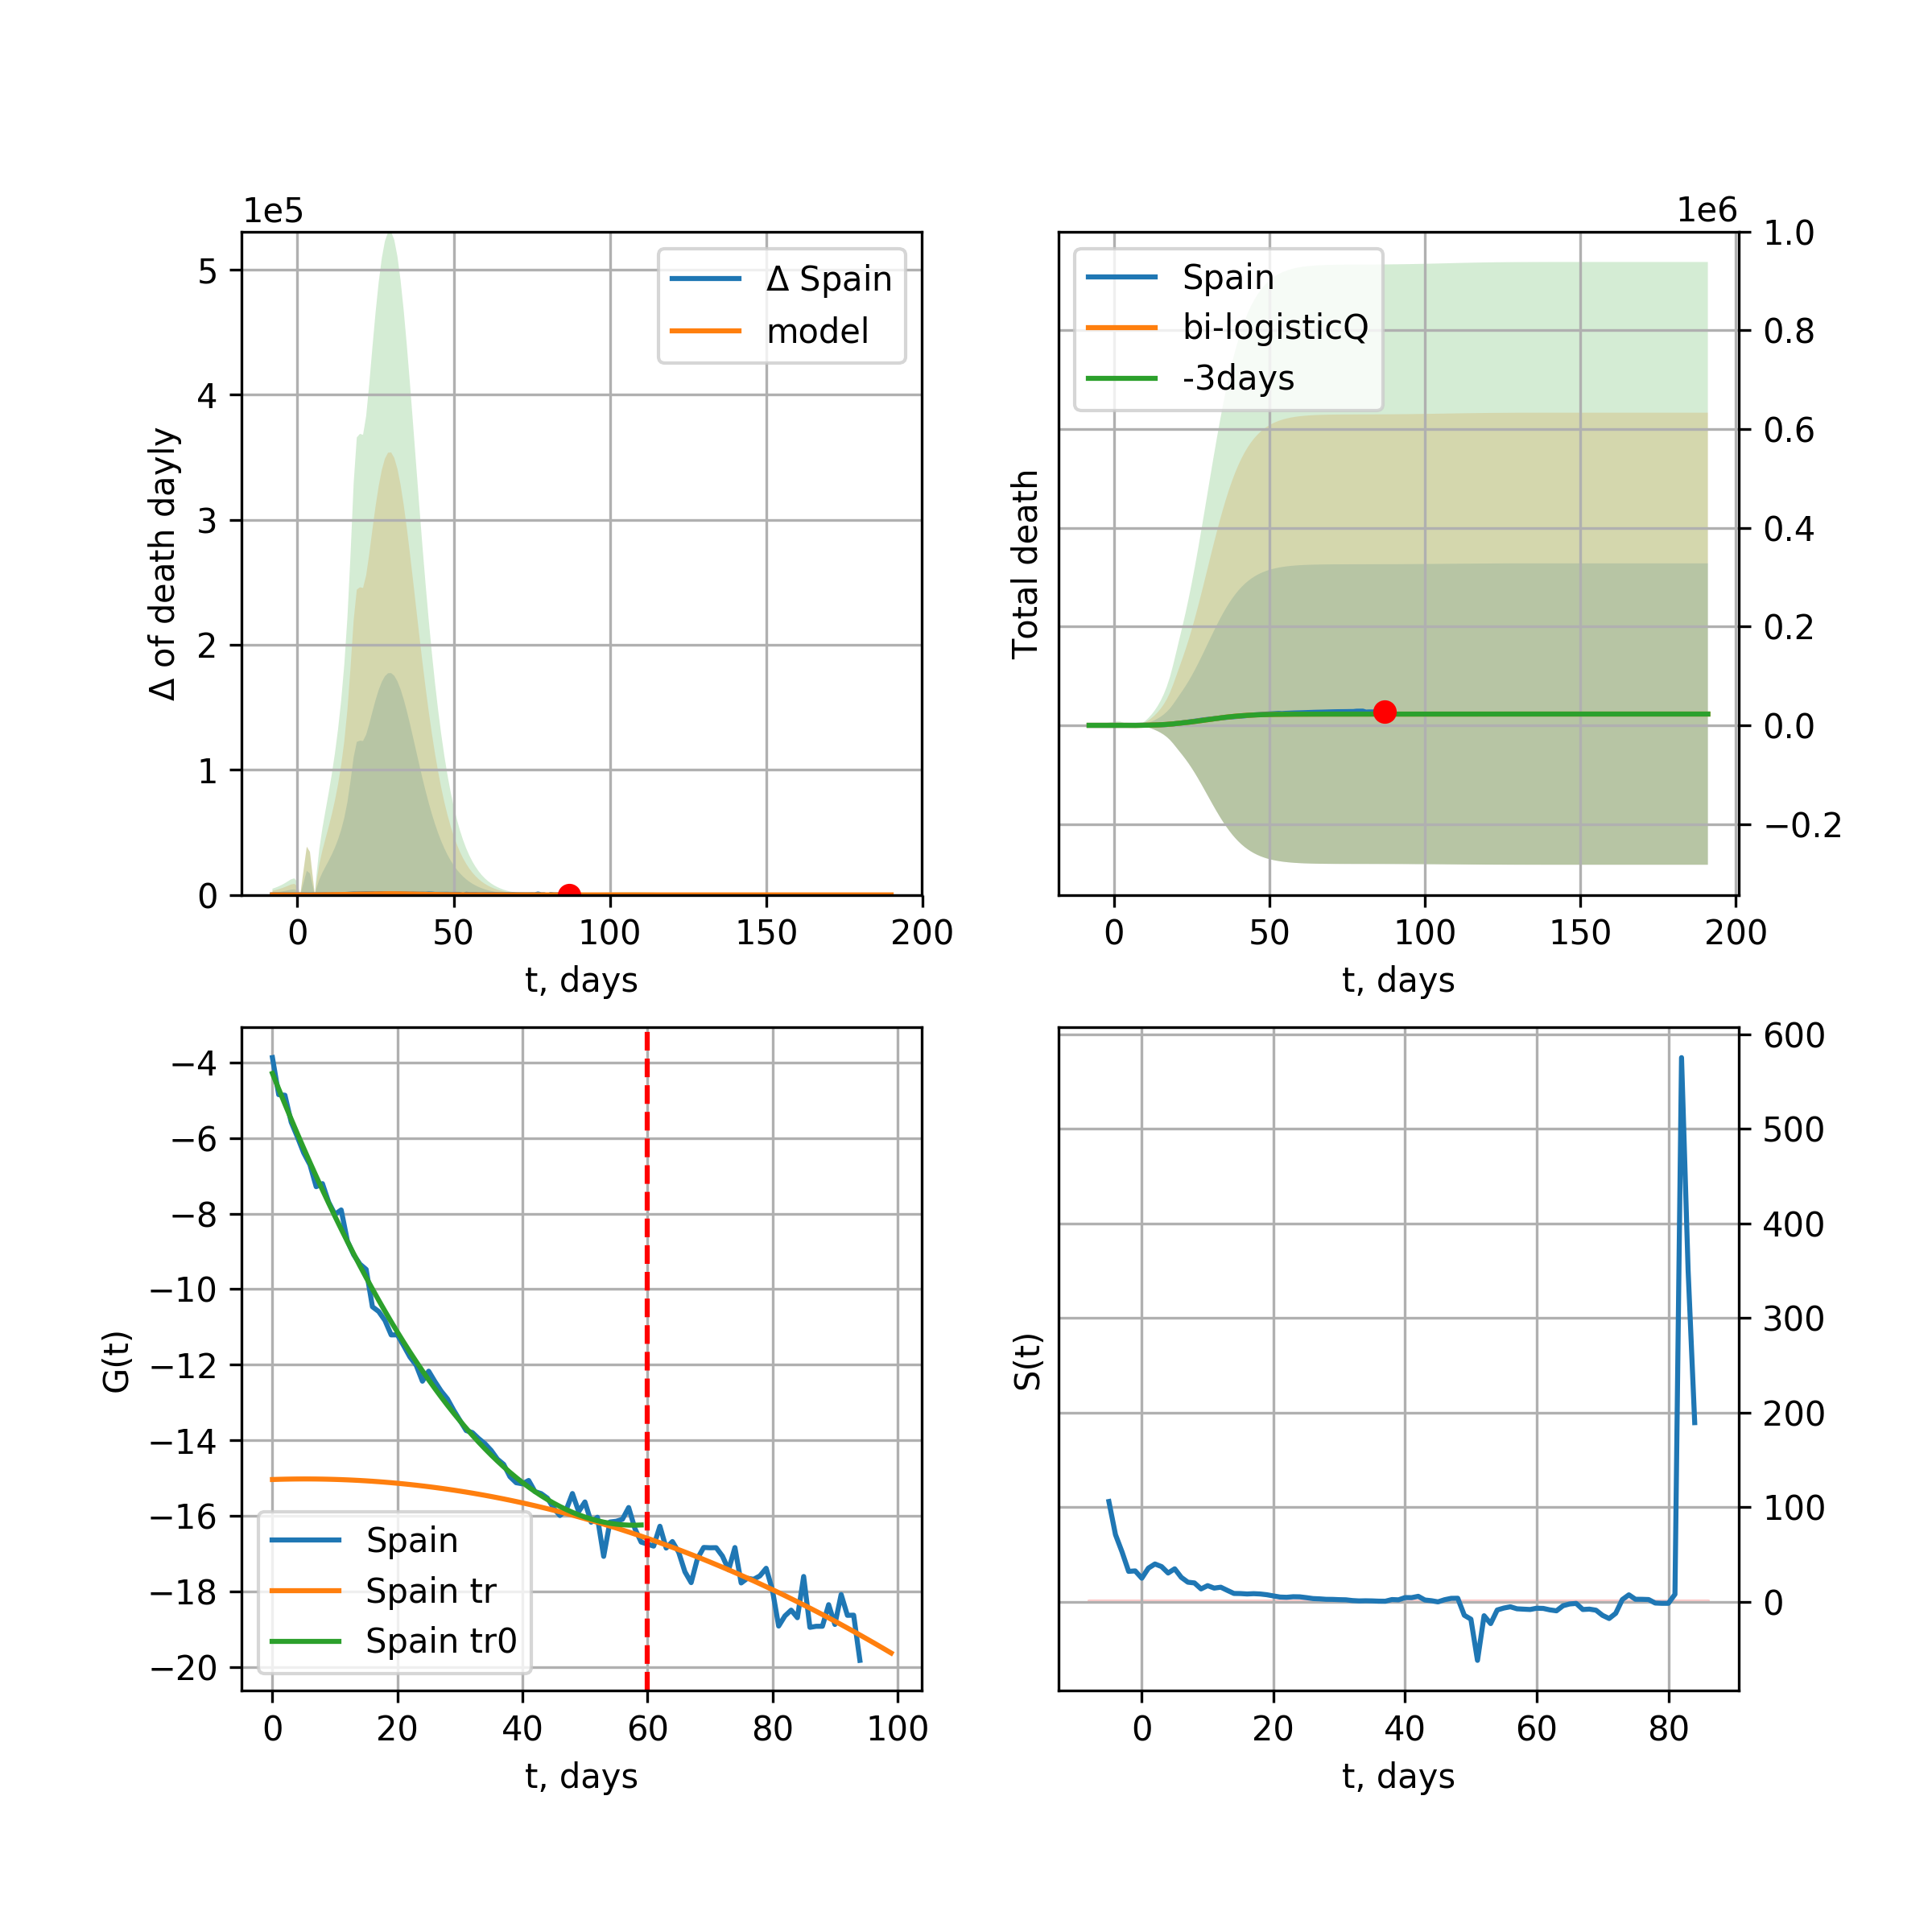 1e5
Δ of death dayly
5
4
3
2
1
0
Δ Spain
model
0 50 100 150 200
t, days
1e6
Total death
1.0
0.8
0.6
0.4
0.2
0.0
−0.2
Spain
bi-logisticQ
-3days
0 50 100 150 200
t, days
G(t)
−4
−6
−8
−10
−12
−14
−16
−18
−20
Spain
Spain tr
Spain tr0
0 20 40 60 80 100
t, days
S(t)
600
500
400
300
200
100
0
0 20 40 60 80
t, days